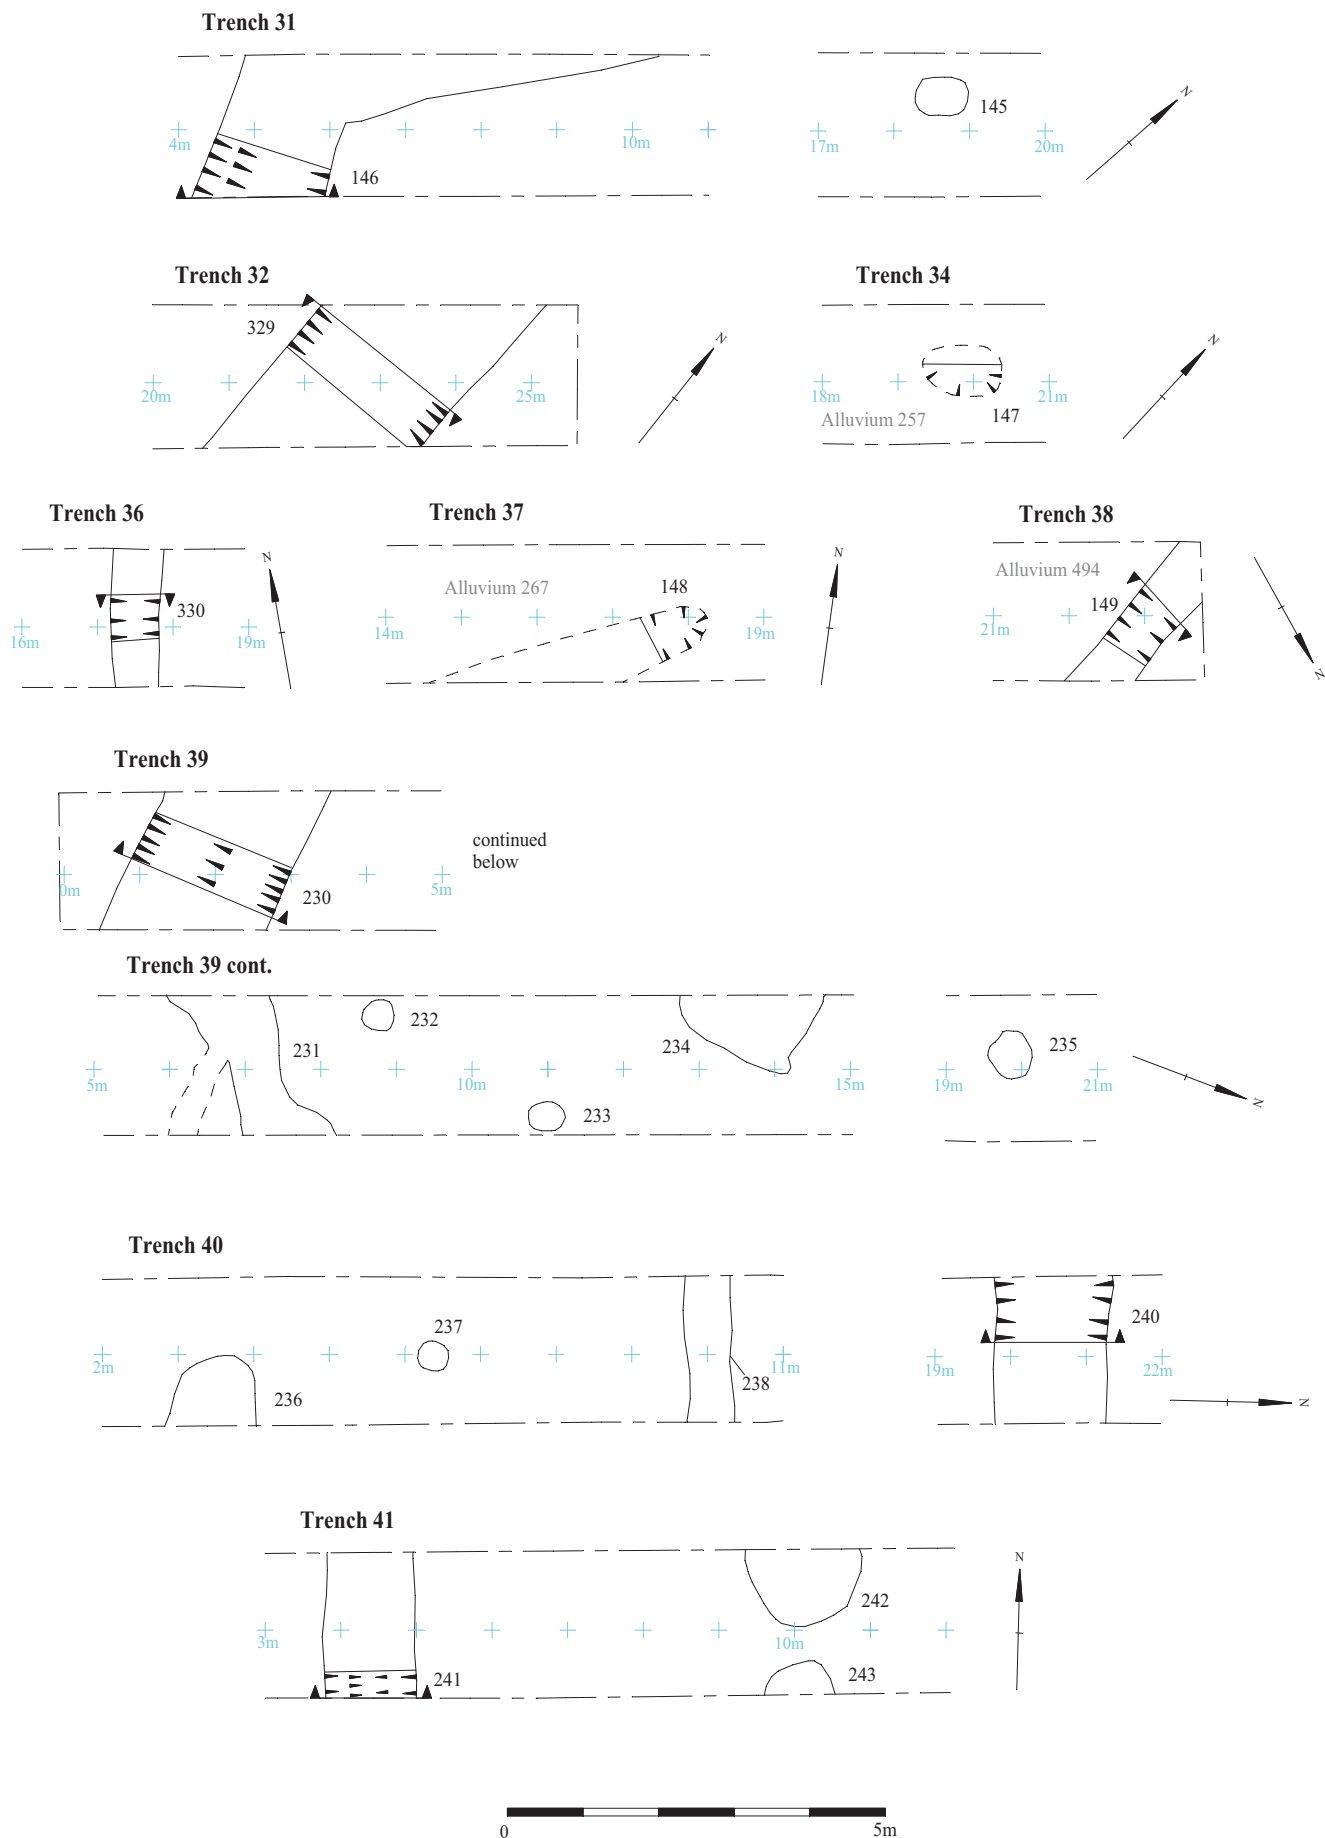 Trench 31
145
N
4m
10m
17m
20m
146
Trench 32
Trench 34
329
N
N
20m
25m
18m
21m
Alluvium 257
147
Trench 36
Trench 37
Trench 38
N
N
Alluvium 267
148
Alluvium 494
149
330
16m
19m
14m
19m
21m
N
Trench 39
continued
below
0m
5m
230
Trench 39 cont.
232
231
234
235
5m
10m
15m
19m
21m
N
233
Trench 40
237
240
2m
11m
19m
22m
238
236
N
Trench 41
N
242
3m
10m
241
243
0
5m